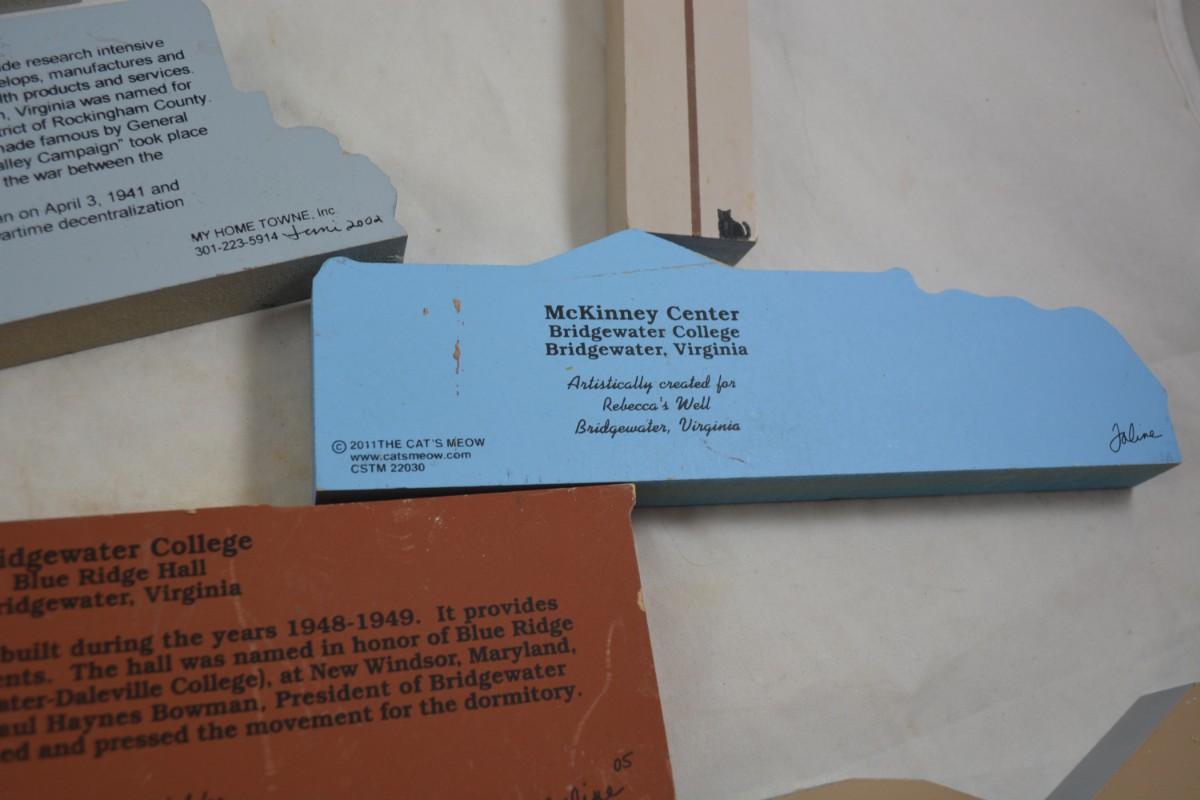 de research intensive
elops, manufactures and
lth products and services.
Virginia was named for
trict of Rockingham County.
made famous by General
alley Campaign" took place
the war between the
an on April 3, 1941 and
artime decentralization
MY HOME TOWNE, Inc
301-223-5914 2002
McKinney Center
Bridgewater College
Bridgewater, Virginia
Artistically created for
Rebecca's Well
Bridgewater, Virginia
© 2011 THE CAT'S MEOW
www.catsmeow.com
CSTM 22030
Jaline
idgewater College
Blue Ridge Hall
ridgewater, Virginia
built during the years 1948-1949. It provides
ents. The hall was named in honor of Blue Ridge
ater-Daleville College), at New Windsor, Maryland,
aul Haynes Bowman, President of Bridgewater
ed and pressed the movement for the dormitory.
05